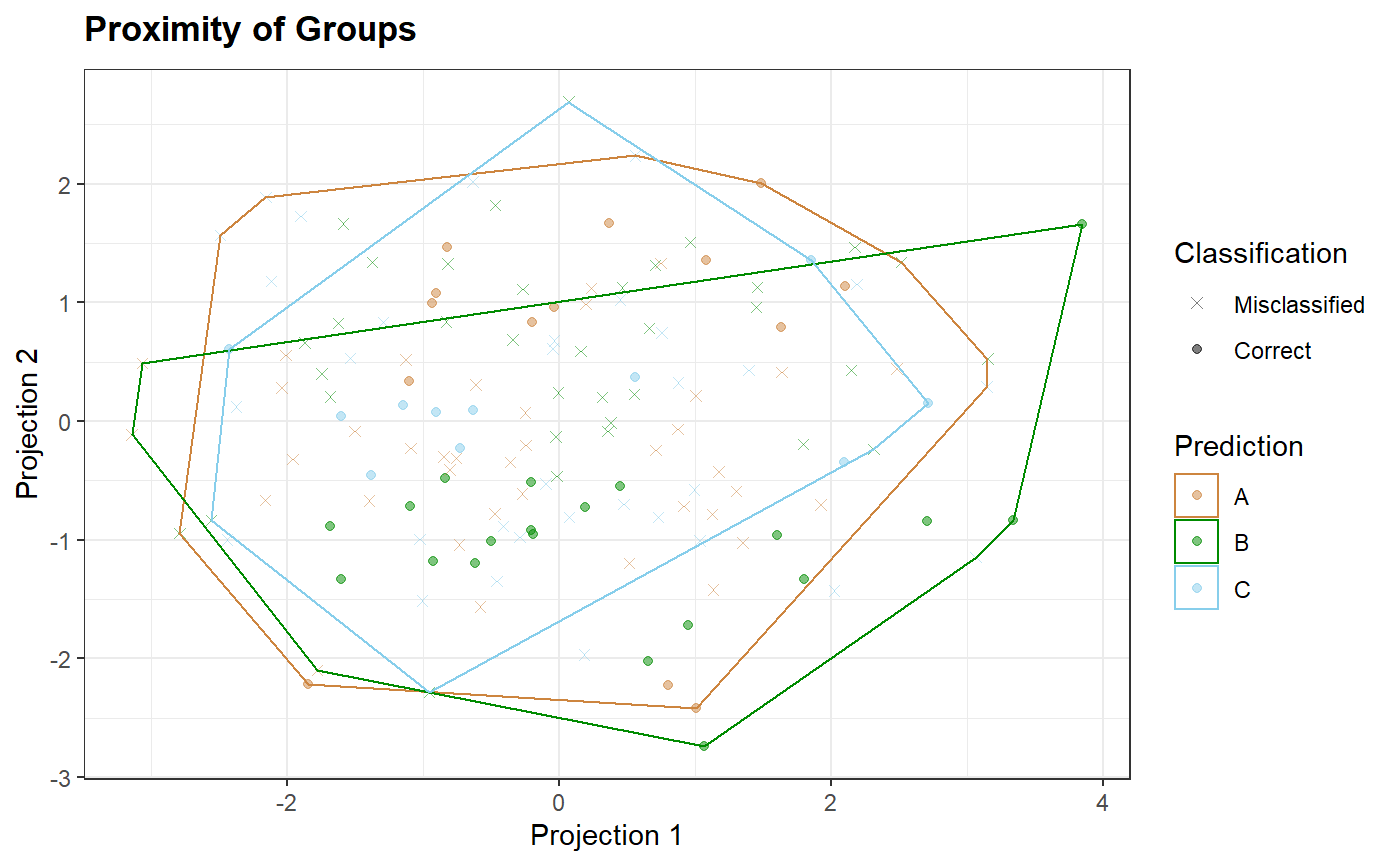 Proximity of Groups
Projection 2
2
1
0
-1
-2
-3
-2
0
2
4
Projection 1
Classification
Misclassified
Correct
Prediction
A
B
C